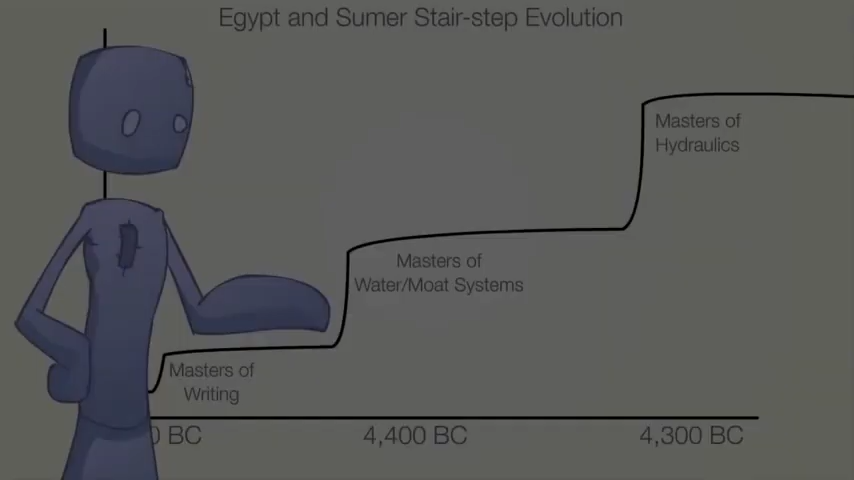 Egypt and Sumer Stair-step Evolution
Masters of
Hydraulics
Masters of
Water/Moat Systems
Masters of
Writing
0 BC
4,400 BC
4,300 BC